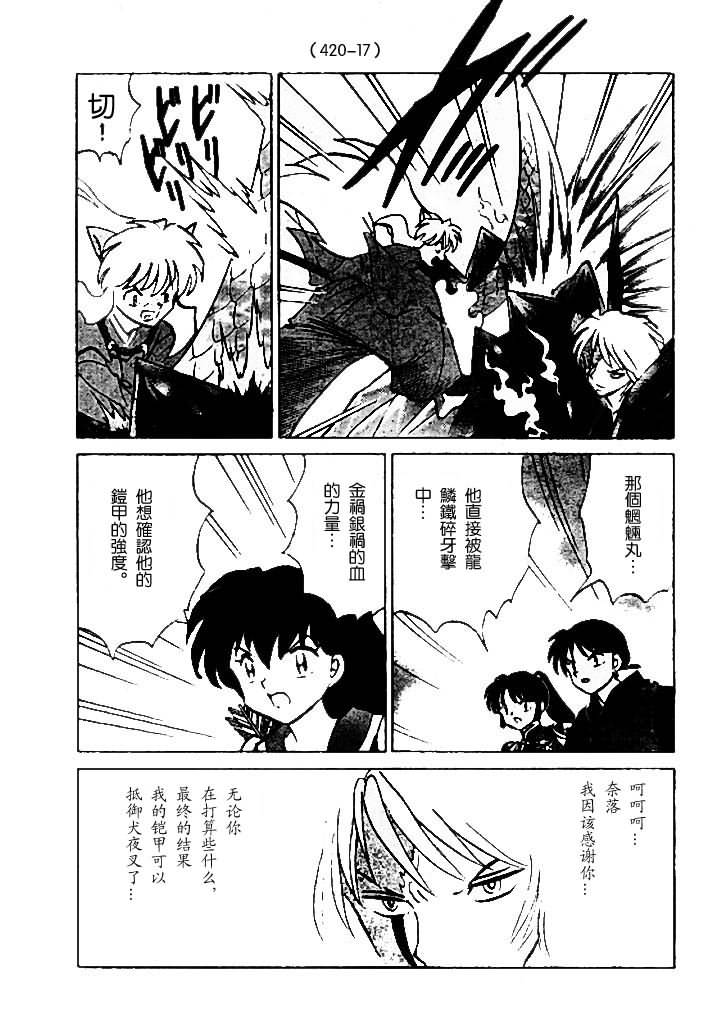 (420-17)
切！
ビビビ
那個魍魎丸…
他直接被龍
鱗鐵碎牙擊
中…
金禍銀禍的血
的力量…
他想確認他的
鎧甲的強度。
呵呵呵…
奈落
我因该感谢你…
无论你
在打算些什么,
最终的结果
我的铠甲可以
抵御犬夜叉了…